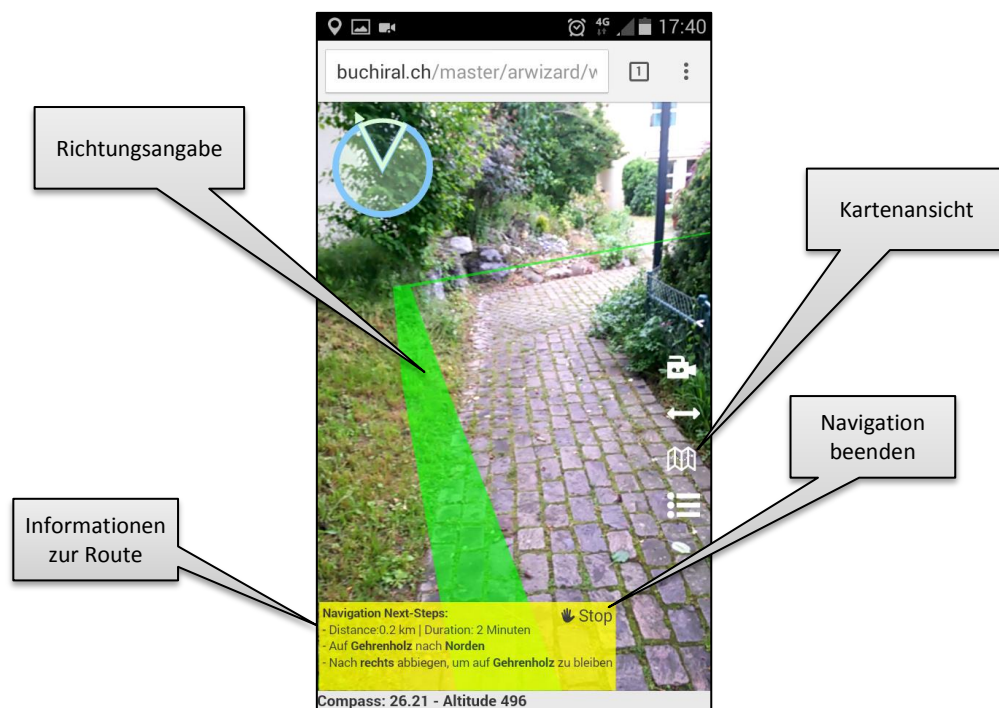 4G 17:40
buchiral.ch/master/arwizard/v
1
Richtungsangabe
Kartenansicht
Navigation
beenden
Informationen
zur Route
Navigation Next-Steps:
Stop
- Distance:0.2 km | Duration: 2 Minuten
- Auf Gehrenholz nach Norden
- Nach rechts abbiegen, um auf Gehrenholz zu bleiben
Compass: 26.21 - Altitude 496